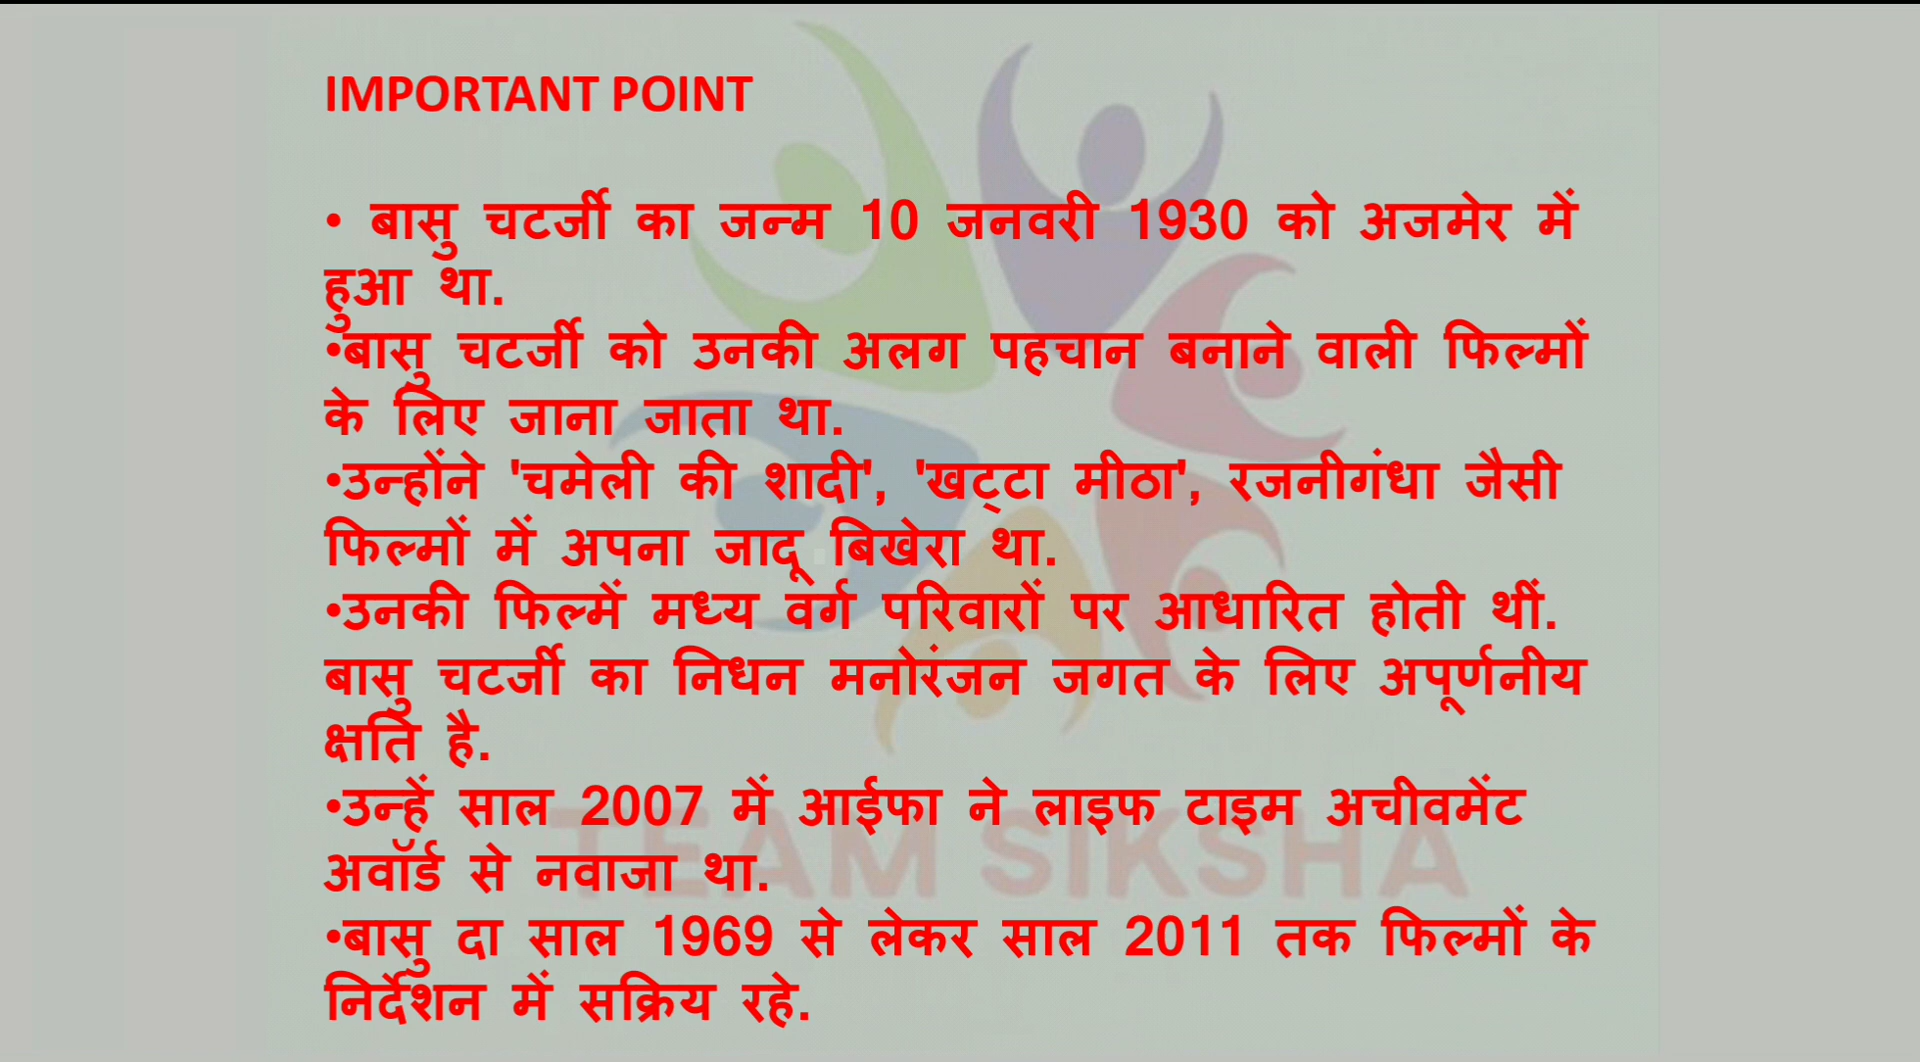 IMPORTANT POINT
• बासु चटर्जी का जन्म 10 जनवरी 1930 को अजमेर में
हुआ था.
•बासु चटर्जी को उनकी अलग पहचान बनाने वाली फिल्मों
के लिए जाना जाता था.
•उन्होंने 'चमेली की शादी', 'खट्टा मीठा', रजनीगंधा जैसी
फिल्मों में अपना जादू बिखेरा था.
•उनकी फिल्में मध्य वर्ग परिवारों पर आधारित होती थीं.
बासु चटर्जी का निधन मनोरंजन जगत के लिए अपूर्णनीय
क्षति है.
•उन्हें साल 2007 में आईफा ने लाइफ टाइम अचीवमेंट
अवॉर्ड से नवाजा था.
TEAM SIKSHA
•बासु दा साल 1969 से लेकर साल 2011 तक फिल्मों के
निर्देशन में सक्रिय रहे.